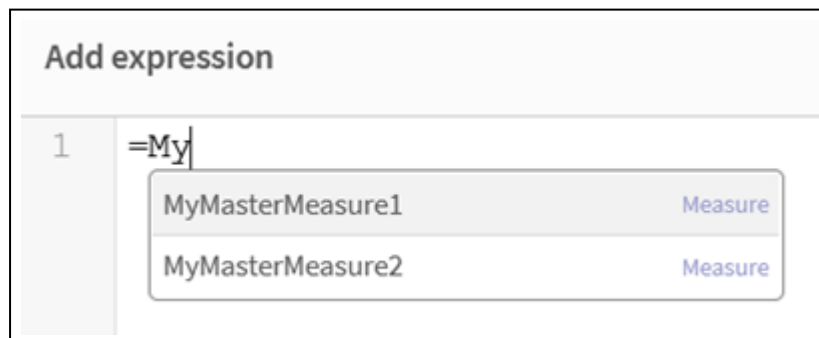 Add expression
1 =My
MyMasterMeasure1 Measure
MyMasterMeasure2 Measure